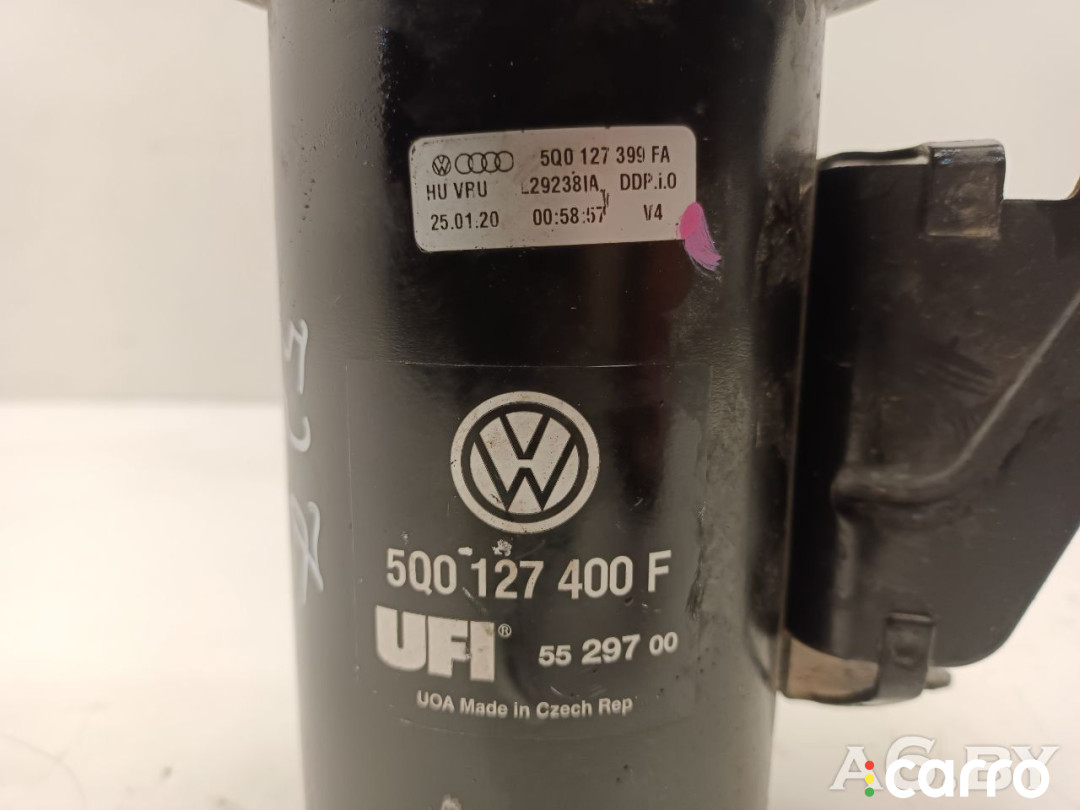 5Q0 127 399 FA
HU VRU L29238IA DDP.i.0
25.01.20 00:58:57 V4
5Q0 127 400 F
UFI® 55 297 00
UOA Made in Czech Rep
carro